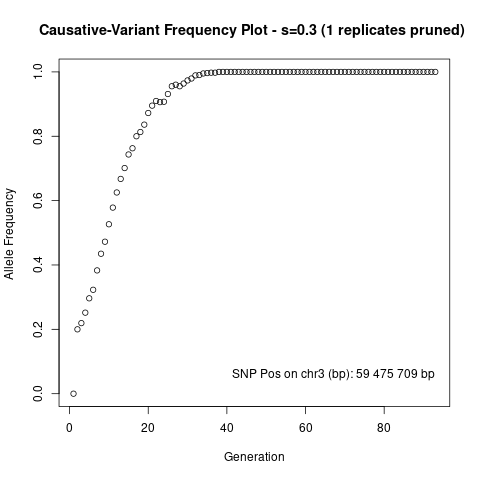 Causative-Variant Frequency Plot - s=0.3 (1 replicates pruned)
Allele Frequency
1.0
0.8
0.6
0.4
0.2
0.0
SNP Pos on chr3 (bp): 59 475 709 bp
0 20 40 60 80
Generation